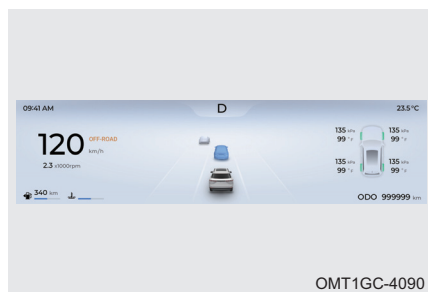 09:41 AM
D
23.5 °C
120
OFF-ROAD
km/h
2.3 x1000rpm
135 kPa
99 °F
135 kPa
99 °F
135 kPa
99 °F
135 kPa
99 °F
340 km
ODO 999999 km
OMT1GC-4090